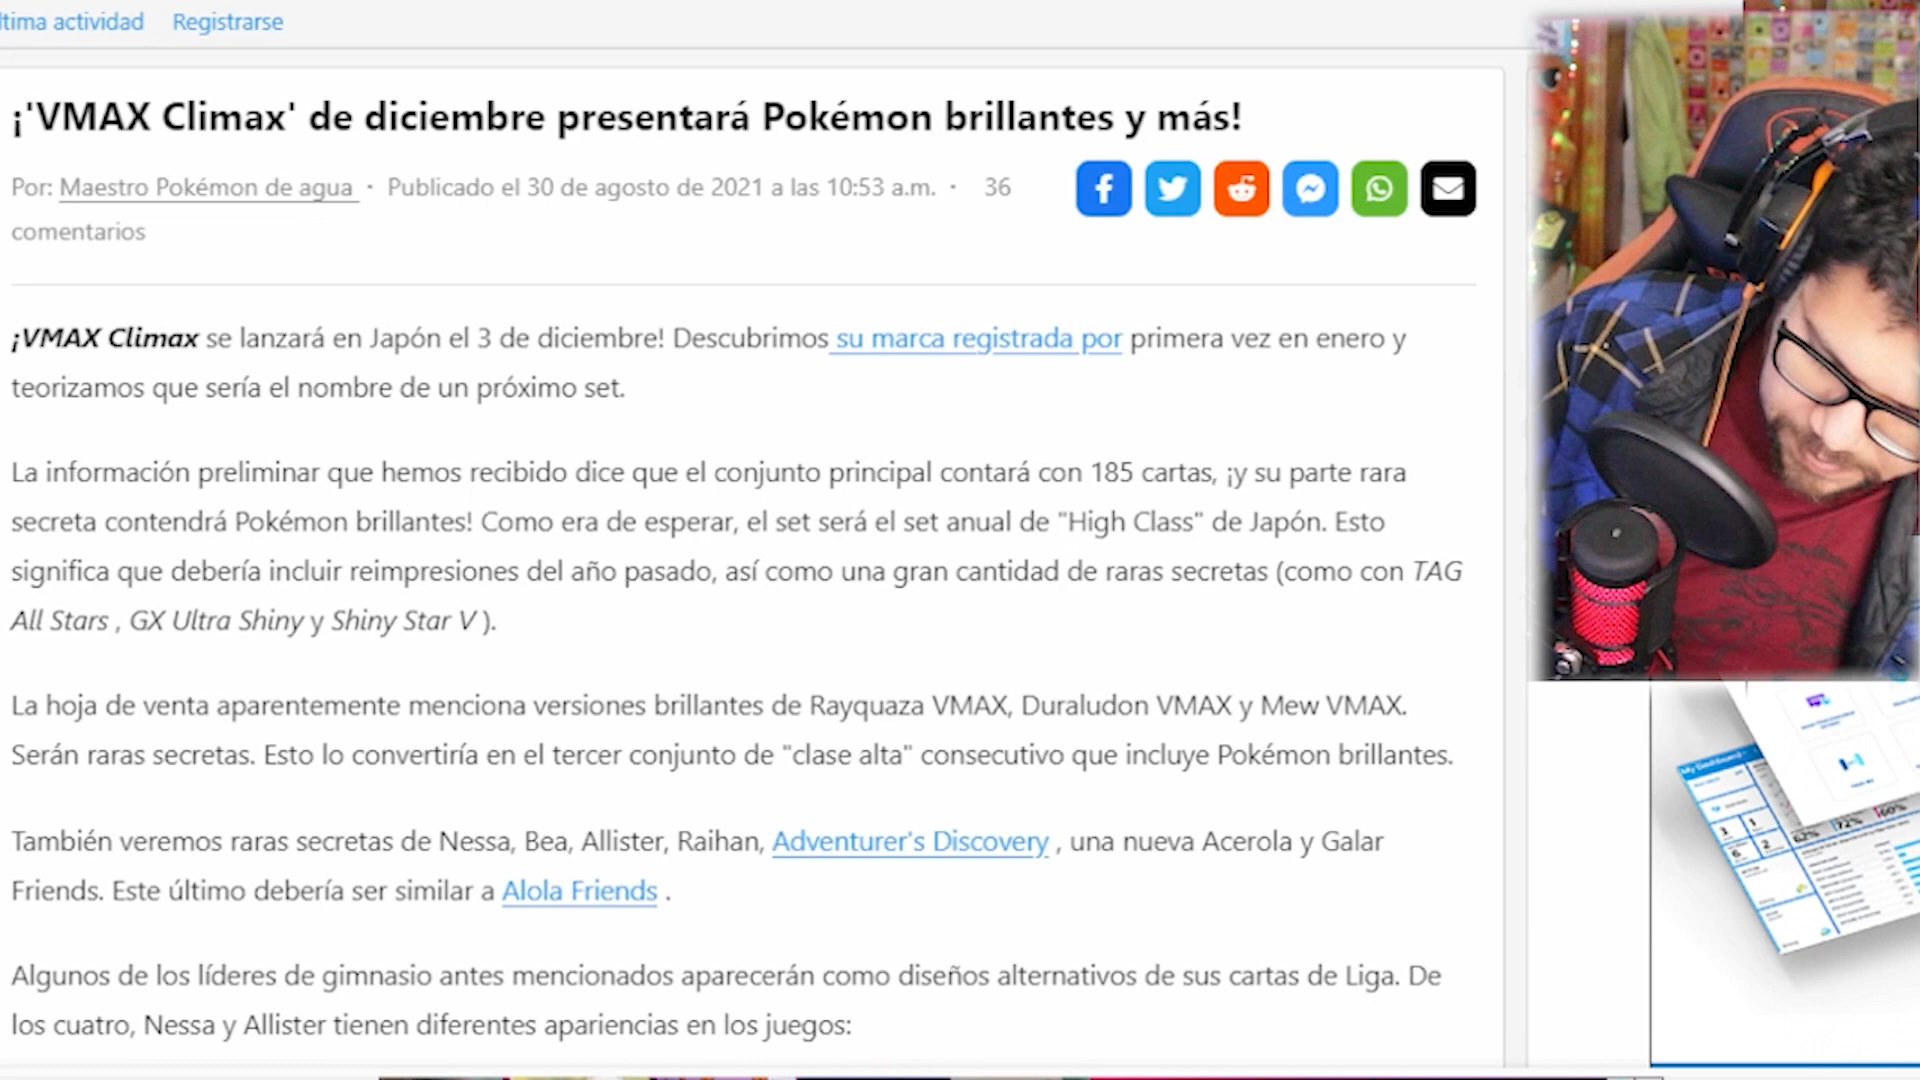 ltima actividad Registrarse
¡'VMAX Climax' de diciembre presentará Pokémon brillantes y más!
Por: Maestro Pokémon de agua · Publicado el 30 de agosto de 2021 a las 10:53 a.m. · 36
comentarios
¡VMAX Climax se lanzará en Japón el 3 de diciembre! Descubrimos su marca registrada por primera vez en enero y
teorizamos que sería el nombre de un próximo set.
La información preliminar que hemos recibido dice que el conjunto principal contará con 185 cartas, ¡y su parte rara
secreta contendrá Pokémon brillantes! Como era de esperar, el set será el set anual de "High Class" de Japón. Esto
significa que debería incluir reimpresiones del año pasado, así como una gran cantidad de raras secretas (como con TAG
All Stars , GX Ultra Shiny y Shiny Star V ).
La hoja de venta aparentemente menciona versiones brillantes de Rayquaza VMAX, Duraludon VMAX y Mew VMAX.
Serán raras secretas. Esto lo convertiría en el tercer conjunto de "clase alta" consecutivo que incluye Pokémon brillantes.
También veremos raras secretas de Nessa, Bea, Allister, Raihan, Adventurer's Discovery , una nueva Acerola y Galar
Friends. Este último debería ser similar a Alola Friends .
Algunos de los líderes de gimnasio antes mencionados aparecerán como diseños alternativos de sus cartas de Liga. De
los cuatro, Nessa y Allister tienen diferentes apariencias en los juegos:
My Dashboard
62% 72% 60%